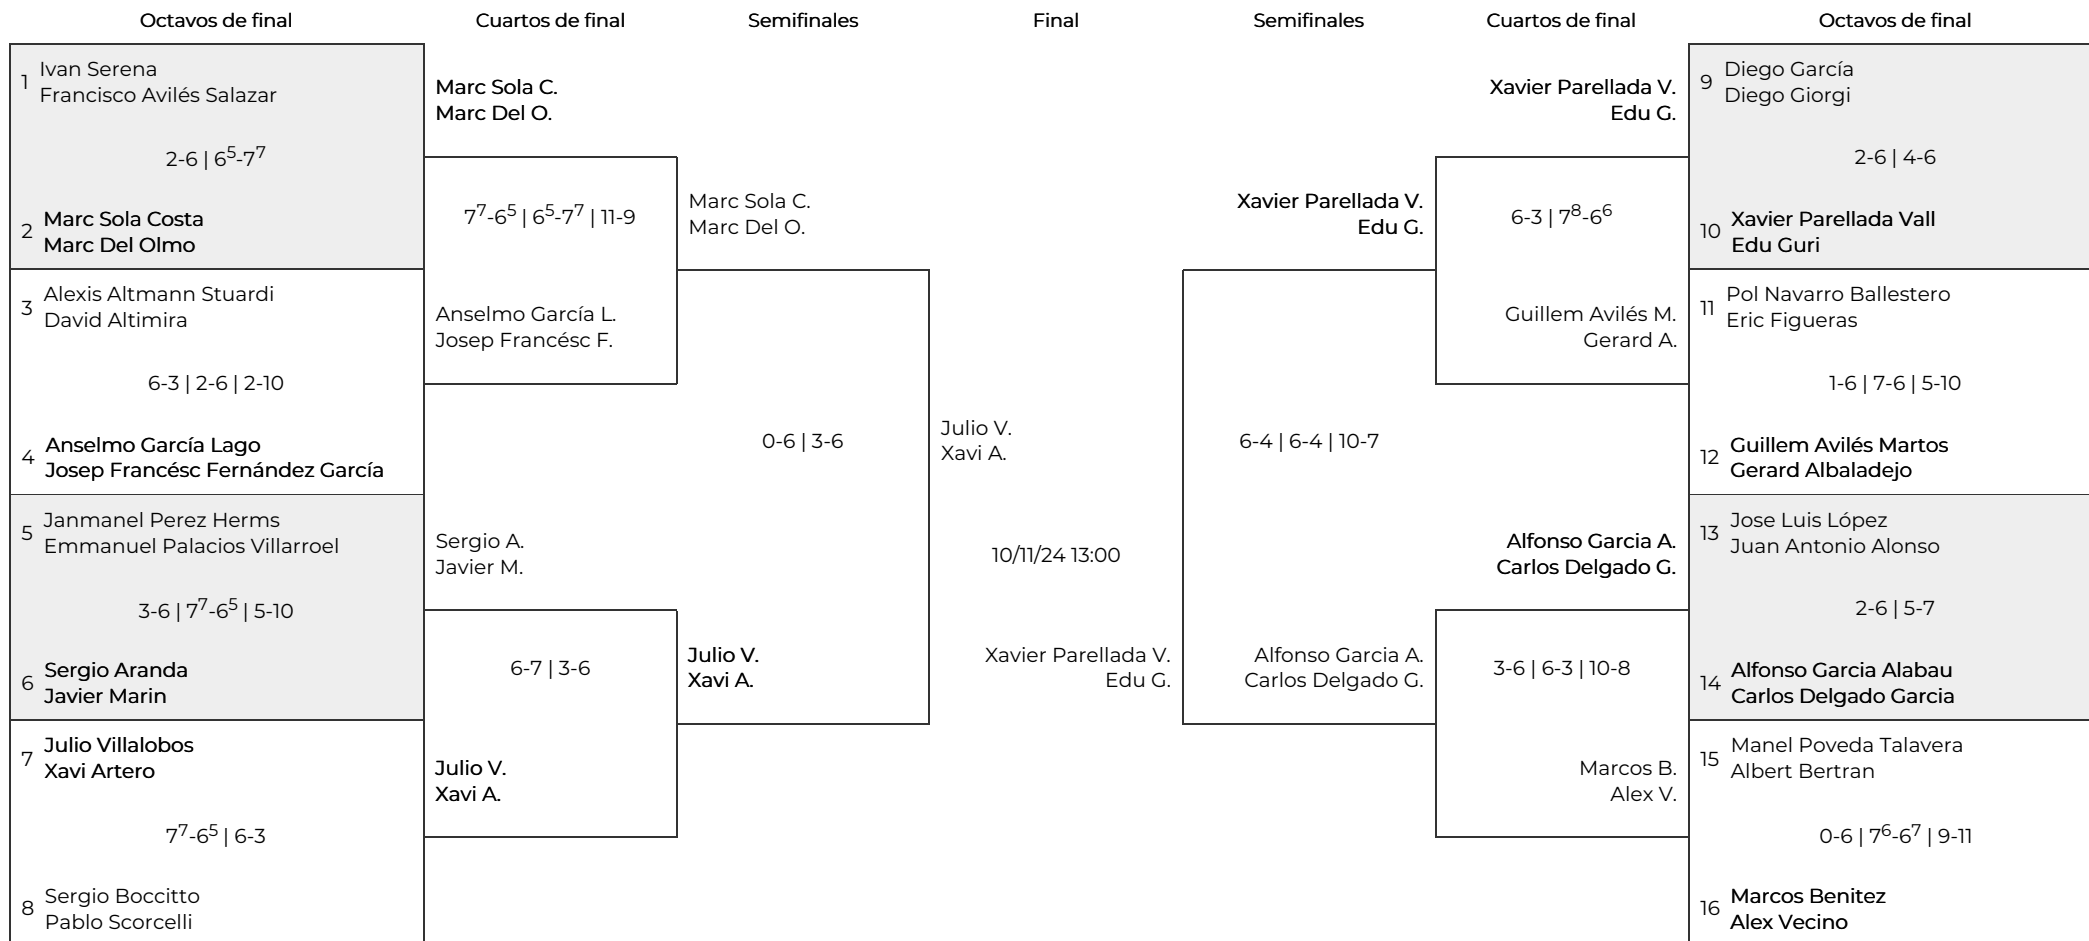 Octavos de final
Cuartos de final
Semifinales
Final
Semifinales
Cuartos de final
Octavos de final
1
Ivan Serena
Francisco Avilés Salazar
2-6 | 6⁵-7⁷
2
Marc Sola Costa
Marc Del Olmo
3
Alexis Altmann Stuardi
David Altimira
6-3 | 2-6 | 2-10
4
Anselmo García Lago
Josep Francésc Fernández García
5
Janmanel Perez Herms
Emmanuel Palacios Villarroel
3-6 | 7⁷-6⁵ | 5-10
6
Sergio Aranda
Javier Marin
7
Julio Villalobos
Xavi Artero
7⁷-6⁵ | 6-3
8
Sergio Boccitto
Pablo Scorcelli
Marc Sola C.
Marc Del O.
7⁷-6⁵ | 6⁵-7⁷ | 11-9
Anselmo García L.
Josep Francésc F.
Sergio A.
Javier M.
6-7 | 3-6
Julio V.
Xavi A.
Marc Sola C.
Marc Del O.
0-6 | 3-6
Julio V.
Xavi A.
Julio V.
Xavi A.
10/11/24 13:00
Xavier Parellada V.
Edu G.
Xavier Parellada V.
Edu G.
6-4 | 6-4 | 10-7
Alfonso Garcia A.
Carlos Delgado G.
Xavier Parellada V.
Edu G.
6-3 | 7⁸-6⁶
Guillem Avilés M.
Gerard A.
Alfonso Garcia A.
Carlos Delgado G.
3-6 | 6-3 | 10-8
Marcos B.
Alex V.
9
Diego García
Diego Giorgi
2-6 | 4-6
10
Xavier Parellada Vall
Edu Guri
11
Pol Navarro Ballestero
Eric Figueras
1-6 | 7-6 | 5-10
12
Guillem Avilés Martos
Gerard Albaladejo
13
Jose Luis López
Juan Antonio Alonso
2-6 | 5-7
14
Alfonso Garcia Alabau
Carlos Delgado Garcia
15
Manel Poveda Talavera
Albert Bertran
0-6 | 7⁶-6⁷ | 9-11
16
Marcos Benitez
Alex Vecino